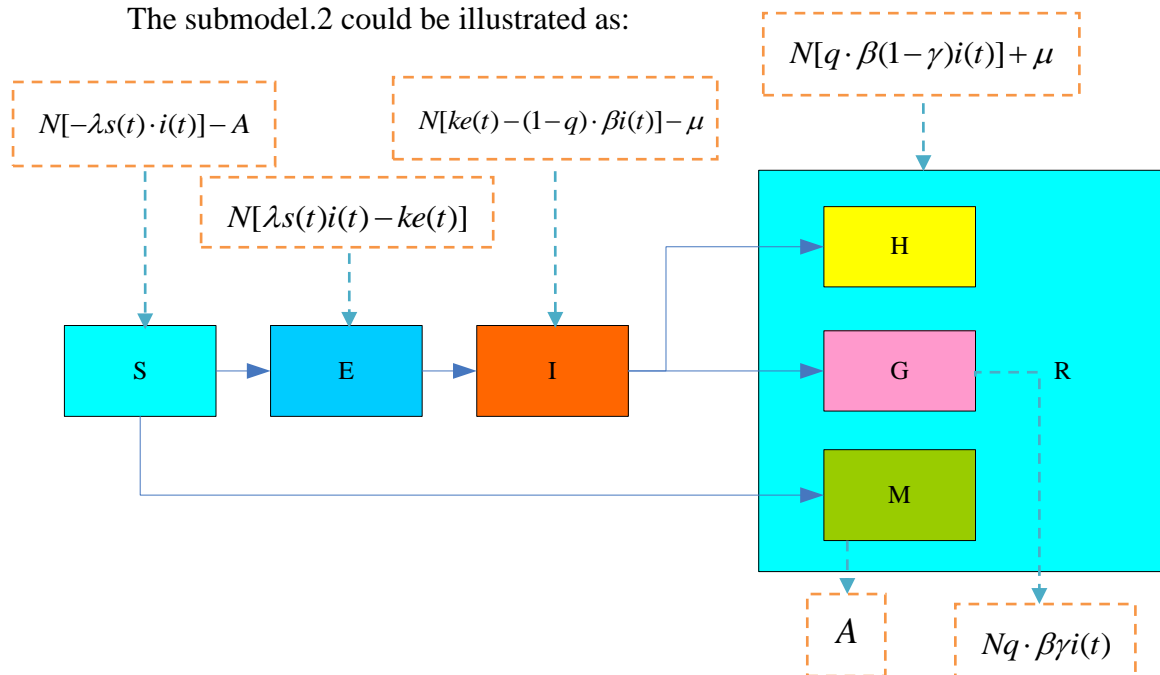 The submodel.2 could be illustrated as:
N[q·β(1−γ)i(t)]+μ
N[−λs(t)·i(t)]−A
N[ke(t)−(1−q)·βi(t)]−μ
N[λs(t)i(t)−ke(t)]
H
S
E
I
G
R
M
A
Nq·βγi(t)